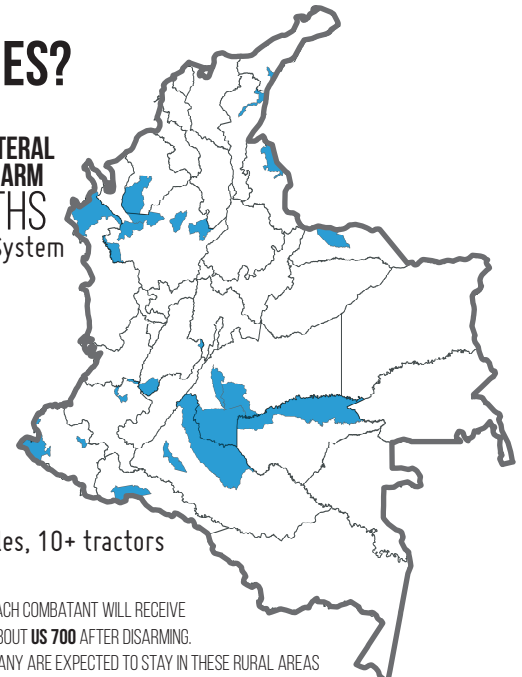 ES?
TERAL
ARM
THS
System
les, 10+ tractors
ACH COMBATANT WILL RECEIVE
BOUT US 700 AFTER DISARMING.
ANY ARE EXPECTED TO STAY IN THESE RURAL AREAS